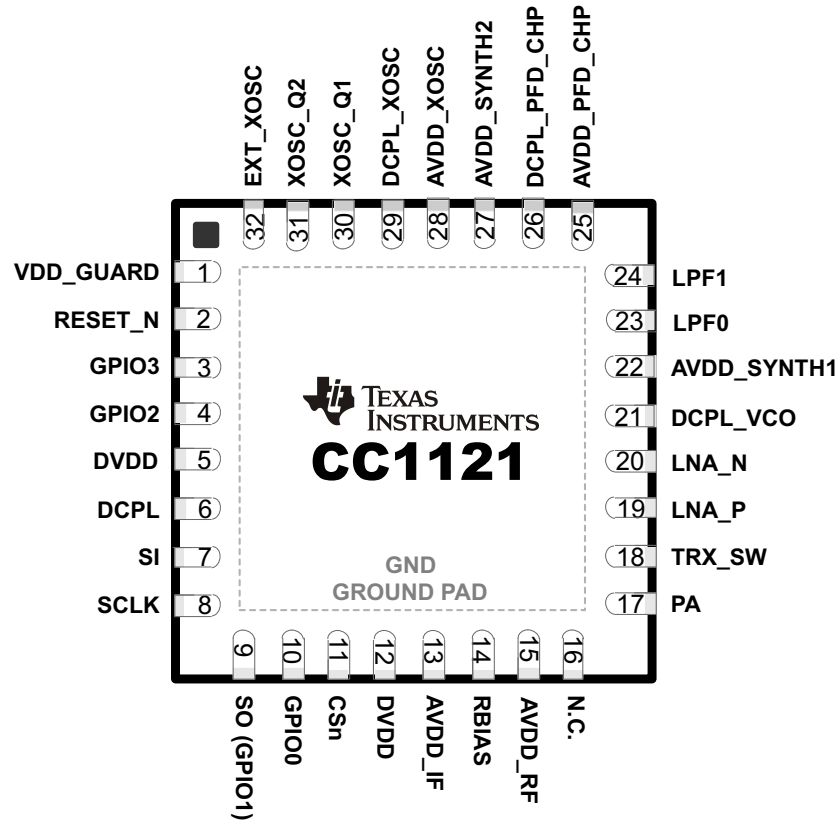 EXT_XOSC
XOSC_Q2
XOSC_Q1
DCPL_XOSC
AVDD_XOSC
AVDD_SYNTH2
DCPL_PFD_CHP
AVDD_PFD_CHP
32
31
30
29
28
27
26
25
VDD_GUARD 1
RESET_N 2
GPIO3 3
GPIO2 4
DVDD 5
DCPL 6
SI 7
SCLK 8
24 LPF1
23 LPF0
22 AVDD_SYNTH1
21 DCPL_VCO
20 LNA_N
19 LNA_P
18 TRX_SW
17 PA
TEXAS
INSTRUMENTS
CC1121
GND
GROUND PAD
9
10
11
12
13
14
15
16
SO (GPIO1)
GPIO0
CSn
DVDD
AVDD_IF
RBIAS
AVDD_RF
N.C.